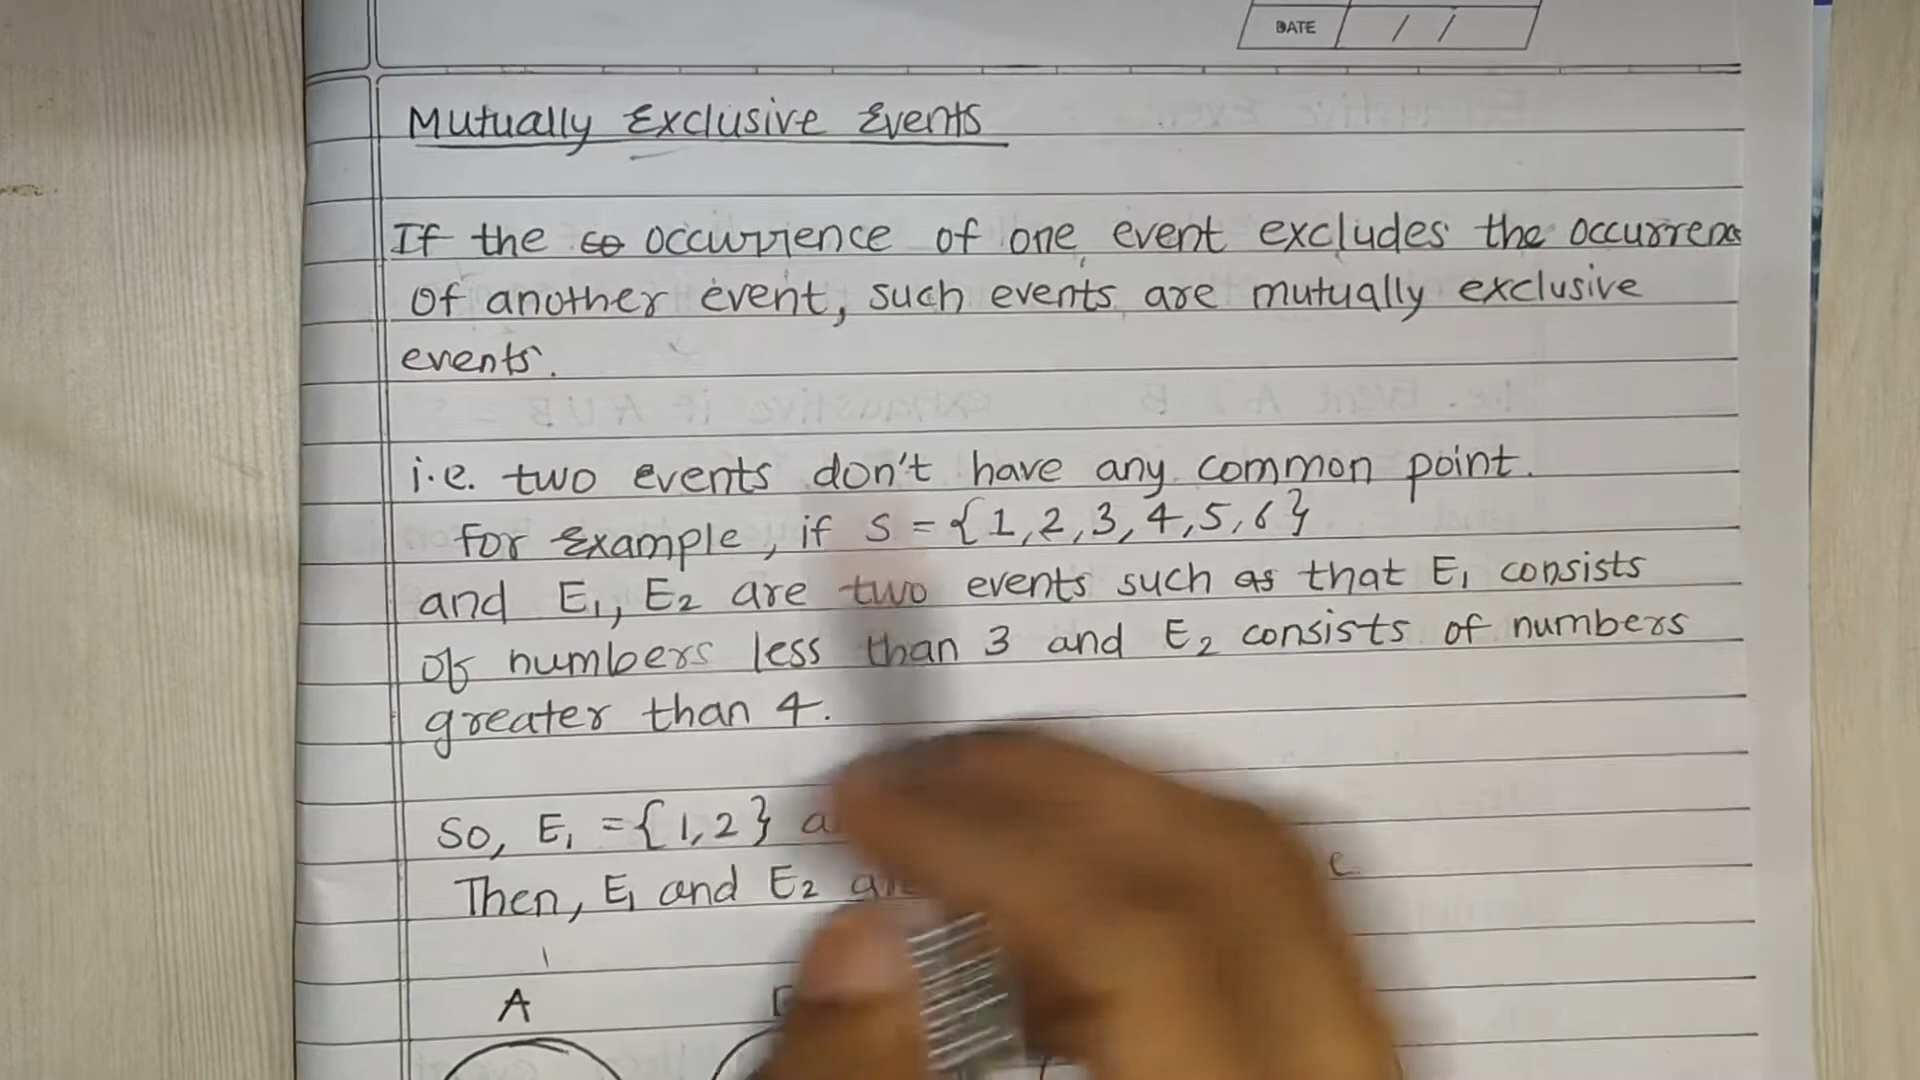 DATE / /
Mutually Exclusive Events
If the co occurrience of one event excludes the occurrence
of another event, such events are mutually exclusive
events.
i.e. two events don't have any common point.
For Example, if S = {1,2,3,4,5,6}
and E₁, E₂ are two events such as that E₁ consists
of numbers less than 3 and E₂ consists of numbers
greater than 4.
So, E₁ = {1,2}
Then, E₁ and E₂ are
A